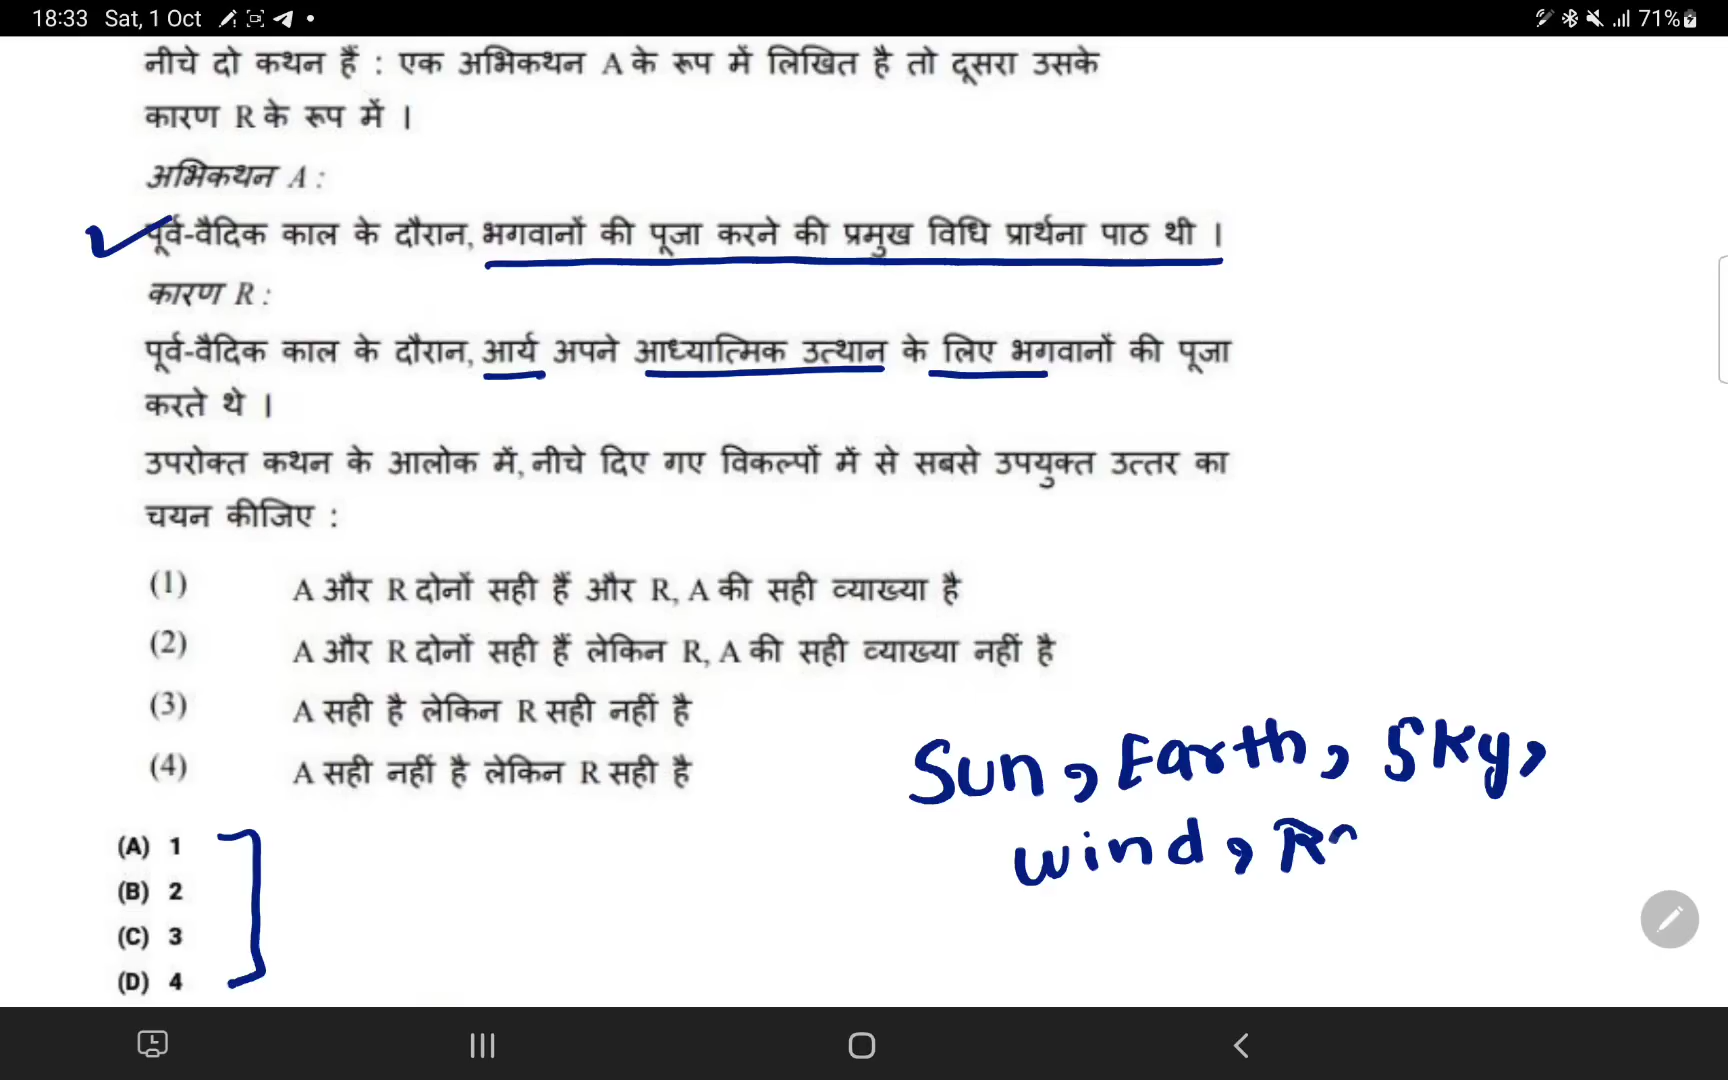 18:33 Sat, 1 Oct
71%
नीचे दो कथन हैं : एक अभिकथन A के रूप में लिखित है तो दूसरा उसके
कारण R के रूप में ।
अभिकथन A :
पूर्व-वैदिक काल के दौरान, भगवानों की पूजा करने की प्रमुख विधि प्रार्थना पाठ थी ।
कारण R :
पूर्व-वैदिक काल के दौरान, आर्य अपने आध्यात्मिक उत्थान के लिए भगवानों की पूजा
करते थे ।
उपरोक्त कथन के आलोक में, नीचे दिए गए विकल्पों में से सबसे उपयुक्त उत्तर का
चयन कीजिए :
(1) A और R दोनों सही हैं और R, A की सही व्याख्या है
(2) A और R दोनों सही हैं लेकिन R, A की सही व्याख्या नहीं है
(3) A सही है लेकिन R सही नहीं है
(4) A सही नहीं है लेकिन R सही है
Sun, Earth, Sky,
wind,
(A) 1
(B) 2
(C) 3
(D) 4